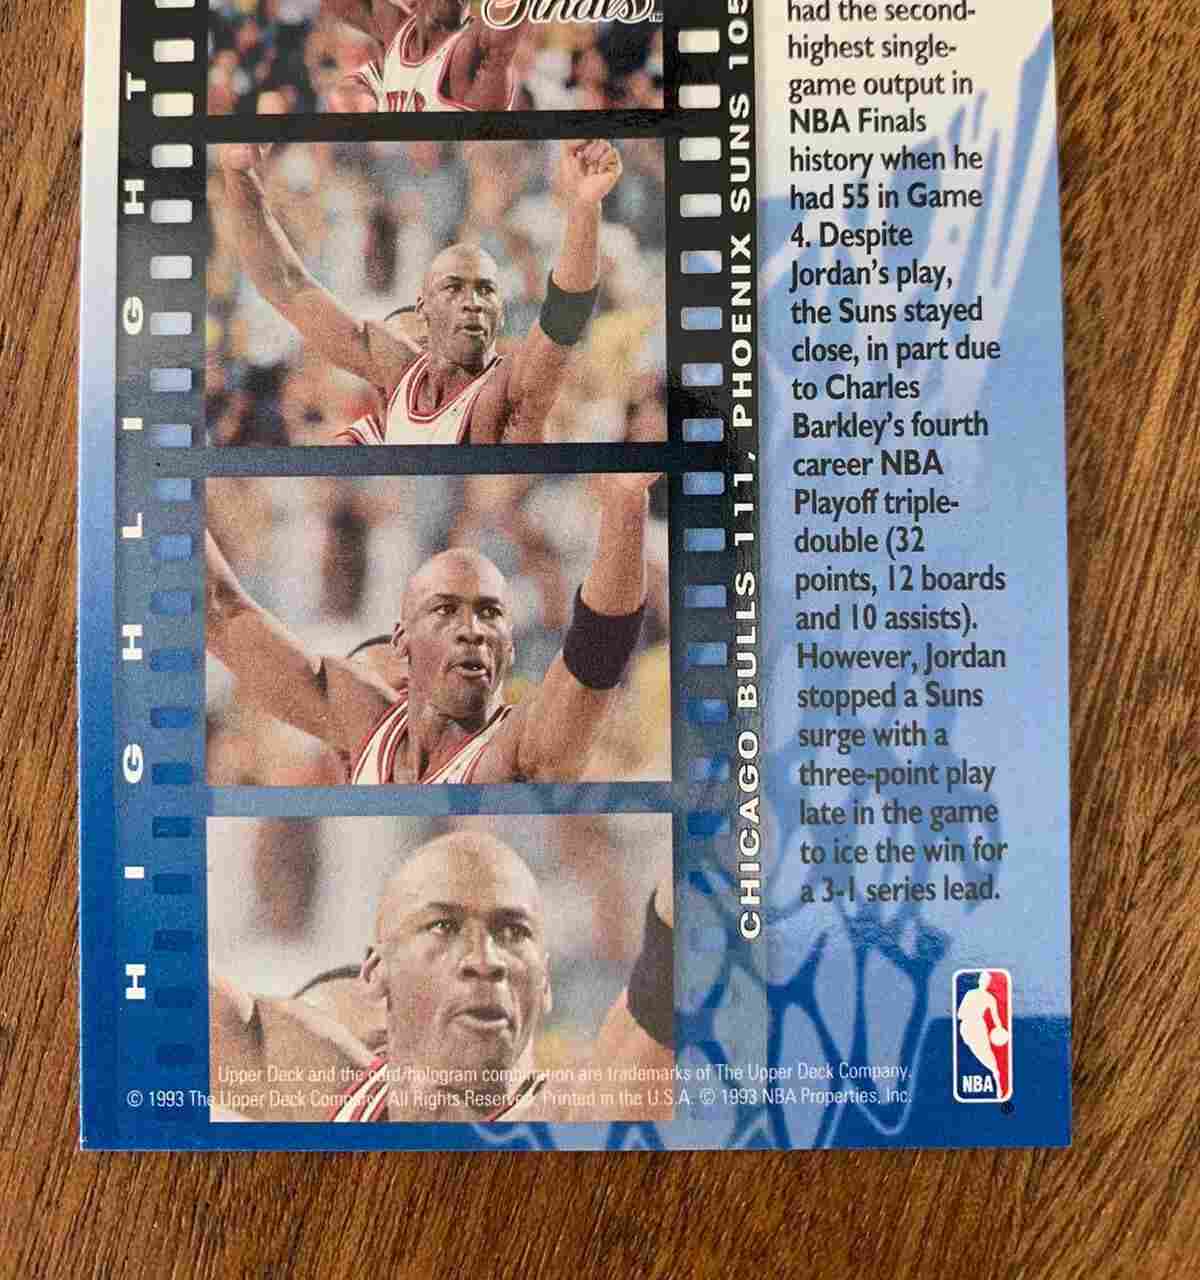 Finals TM
HIGHLIGHT
CHICAGO BULLS 111, PHOENIX SUNS 105
had the second-
highest single-
game output in
NBA Finals
history when he
had 55 in Game
4. Despite
Jordan's play,
the Suns stayed
close, in part due
to Charles
Barkley's fourth
career NBA
Playoff triple-
double (32
points, 12 boards
and 10 assists).
However, Jordan
stopped a Suns
surge with a
three-point play
late in the game
to ice the win for
a 3-1 series lead.
NBA ®
Upper Deck and the card/hologram combination are trademarks of The Upper Deck Company.
© 1993 The Upper Deck Company. All Rights Reserved. Printed in the U.S.A. © 1993 NBA Properties, Inc.